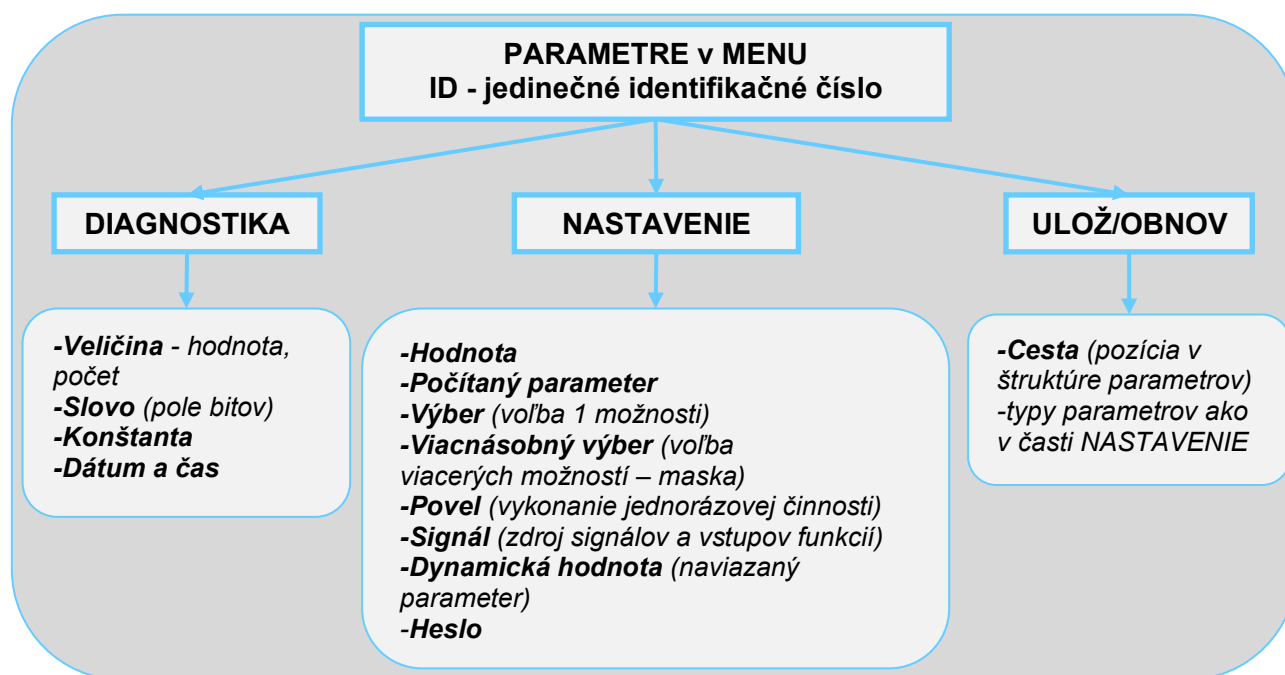 PARAMETRE v MENU
ID - jedinečné identifikačné číslo
DIAGNOSTIKA
NASTAVENIE
ULOŽ/OBNOV
-Veličina - hodnota,
počet
-Slovo (pole bitov)
-Konštanta
-Dátum a čas
-Hodnota
-Počítaný parameter
-Výber (voľba 1 možnosti)
-Viacnásobný výber (voľba
viacerých možností – maska)
-Povel (vykonanie jednorázovej činnosti)
-Signál (zdroj signálov a vstupov funkcií)
-Dynamická hodnota (naviazaný
parameter)
-Heslo
-Cesta (pozícia v
štruktúre parametrov)
-typy parametrov ako
v časti NASTAVENIE